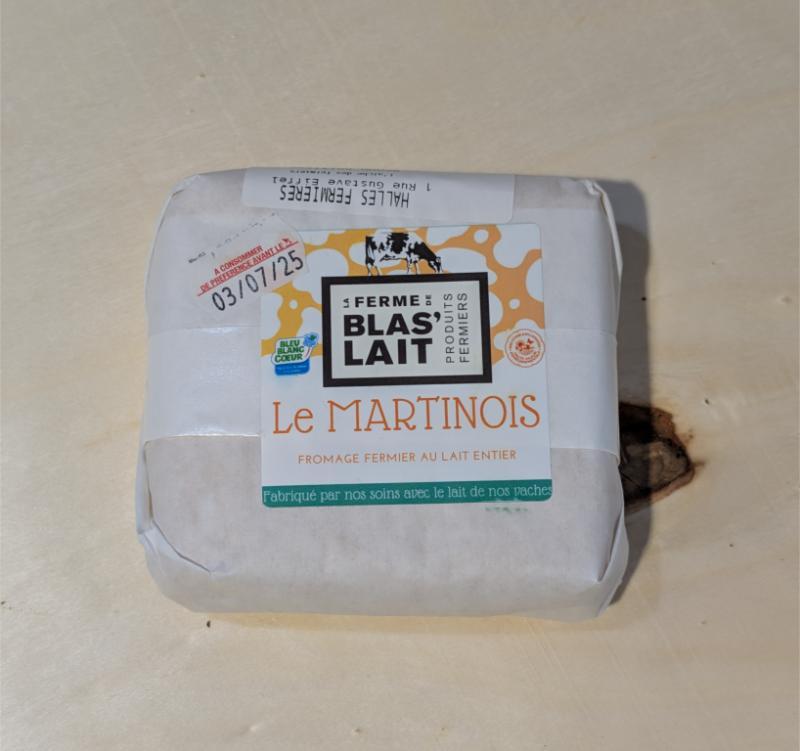 1 Rue Gustave Eiffel
HALLES FERMIERES
A CONSOMMER
DE PREFERENCE AVANT LE
03/07/25
LA FERME DE
BLAS'
LAIT
PRODUITS
FERMIERS
BLEU
BLANC
CŒUR
Le MARTINOIS
FROMAGE FERMIER AU LAIT ENTIER
Fabriqué par nos soins avec le lait de nos vaches